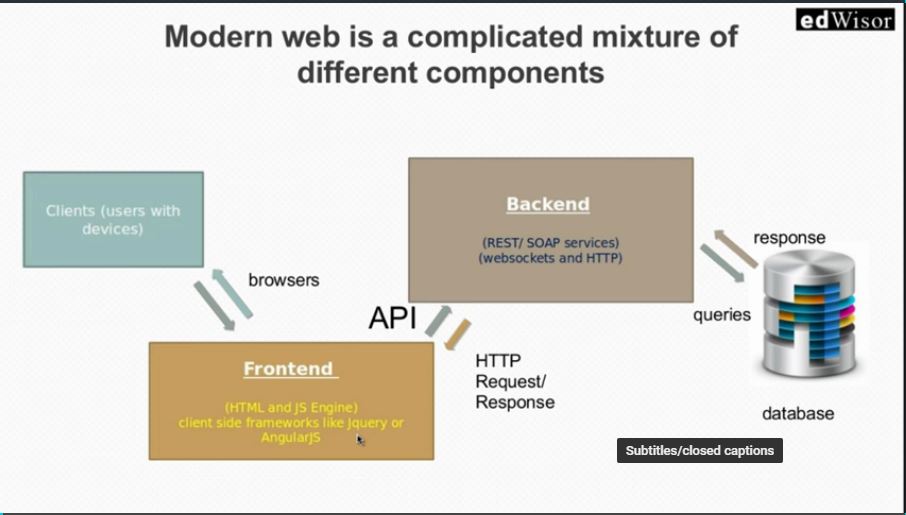 edWisor
Modern web is a complicated mixture of
different components
Clients (users with
devices)
browsers
Frontend
(HTML and JS Engine)
client side frameworks like Jquery or
AngularJS
API
HTTP
Request/
Response
Backend
(REST/ SOAP services)
(websockets and HTTP)
response
queries
database
Subtitles/closed captions